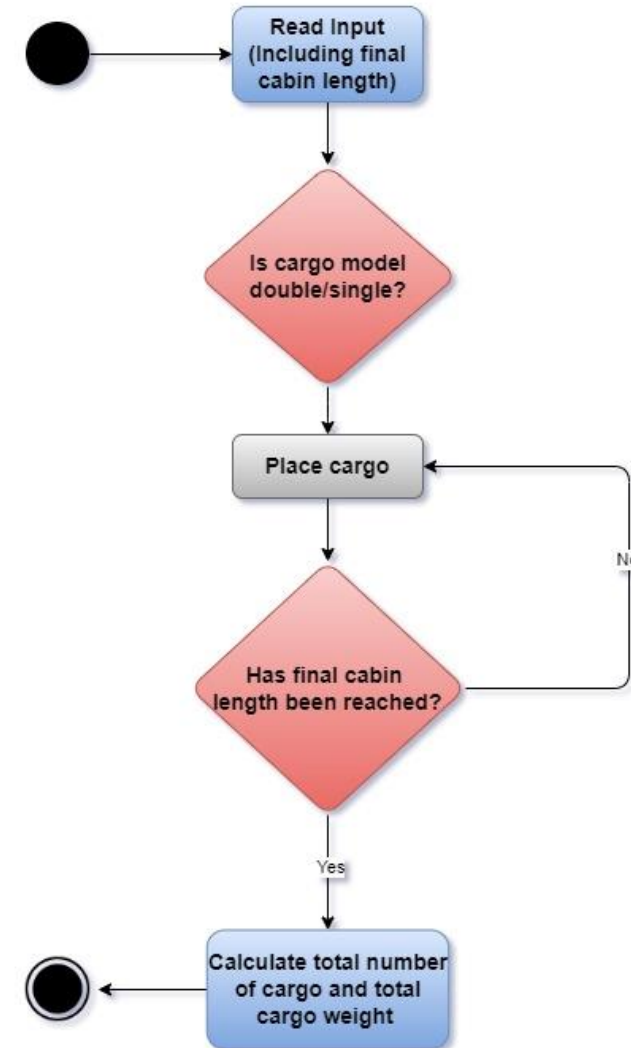 Read Input
(Including final
cabin length)
Is cargo model
double/single?
Place cargo
Has final cabin
length been reached?
Yes
Calculate total number
of cargo and total
cargo weight